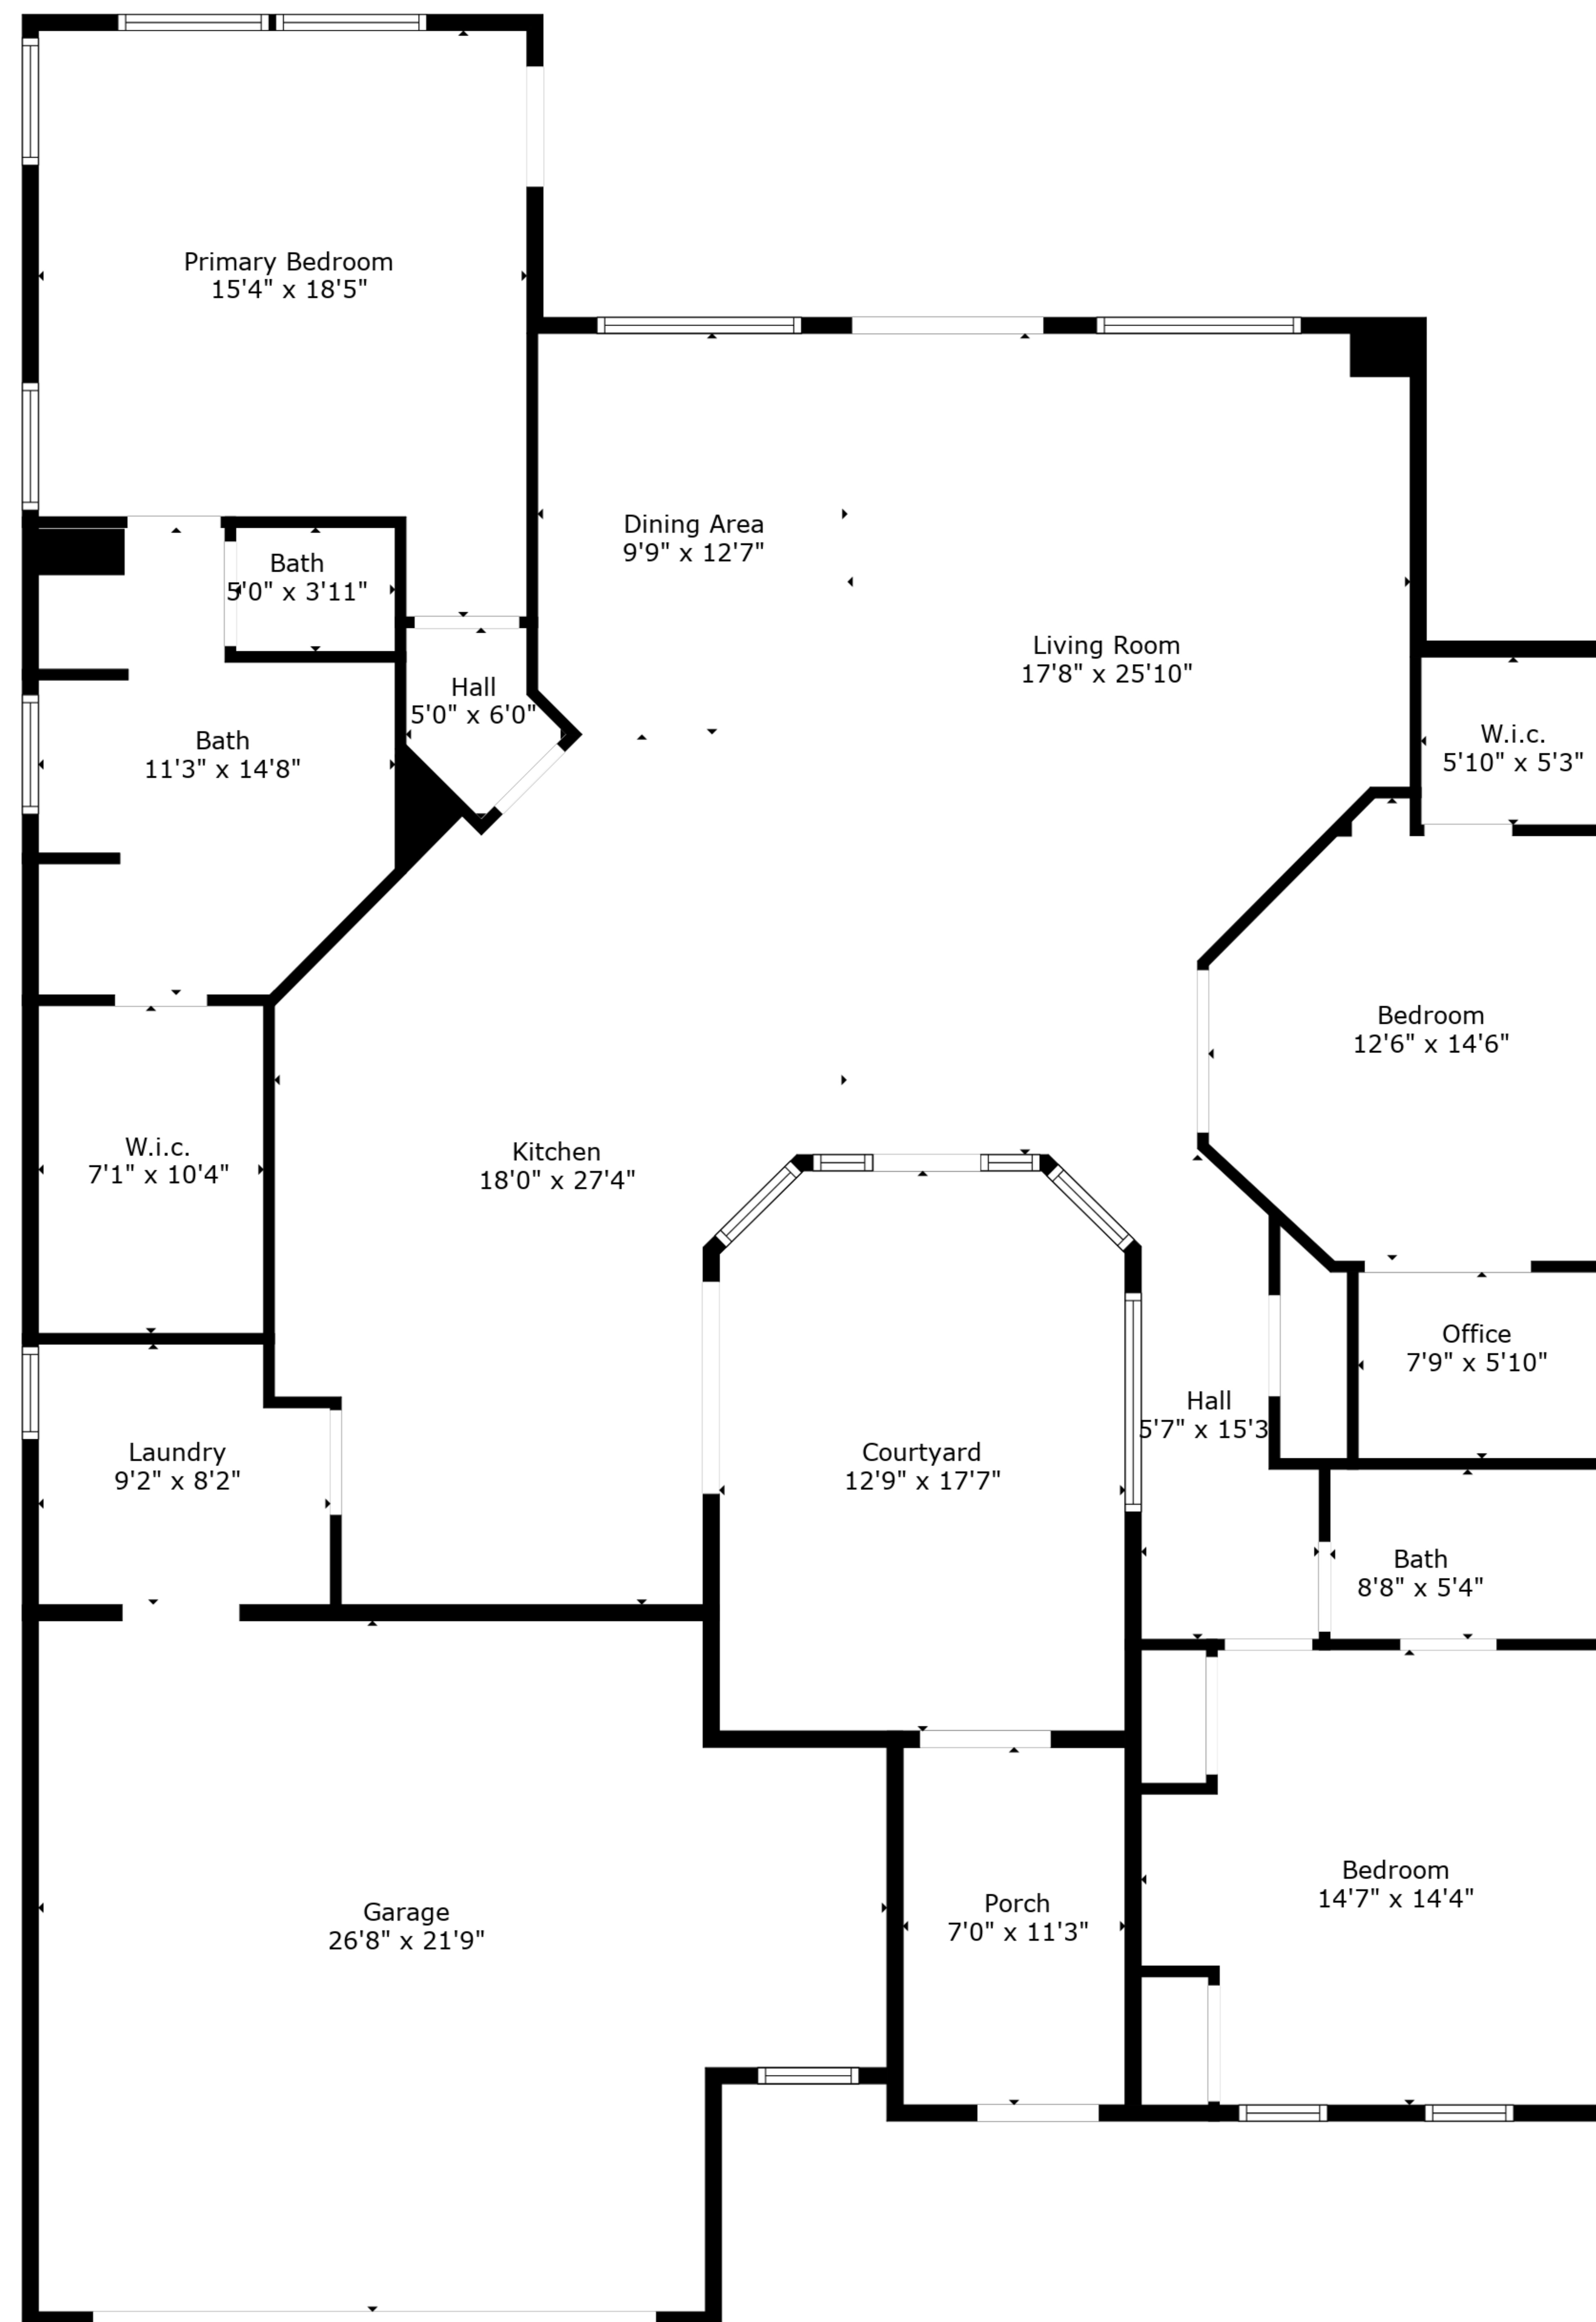 Primary Bedroom
15'4" x 18'5"
Dining Area
9'9" x 12'7"
Bath
5'0" x 3'11"
Living Room
17'8" x 25'10"
Hall
5'0" x 6'0"
W.i.c.
5'10" x 5'3"
Bath
11'3" x 14'8"
Bedroom
12'6" x 14'6"
W.i.c.
7'1" x 10'4"
Kitchen
18'0" x 27'4"
Office
7'9" x 5'10"
Hall
5'7" x 15'3
Laundry
9'2" x 8'2"
Courtyard
12'9" x 17'7"
Bath
8'8" x 5'4"
Bedroom
14'7" x 14'4"
Porch
7'0" x 11'3"
Garage
26'8" x 21'9"